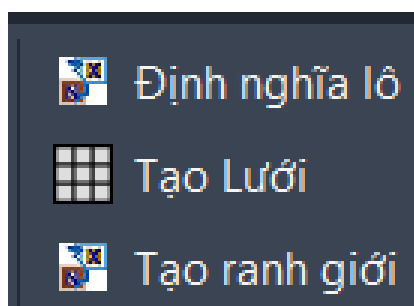 Định nghĩa lô
Tạo Lưới
Tạo ranh giới